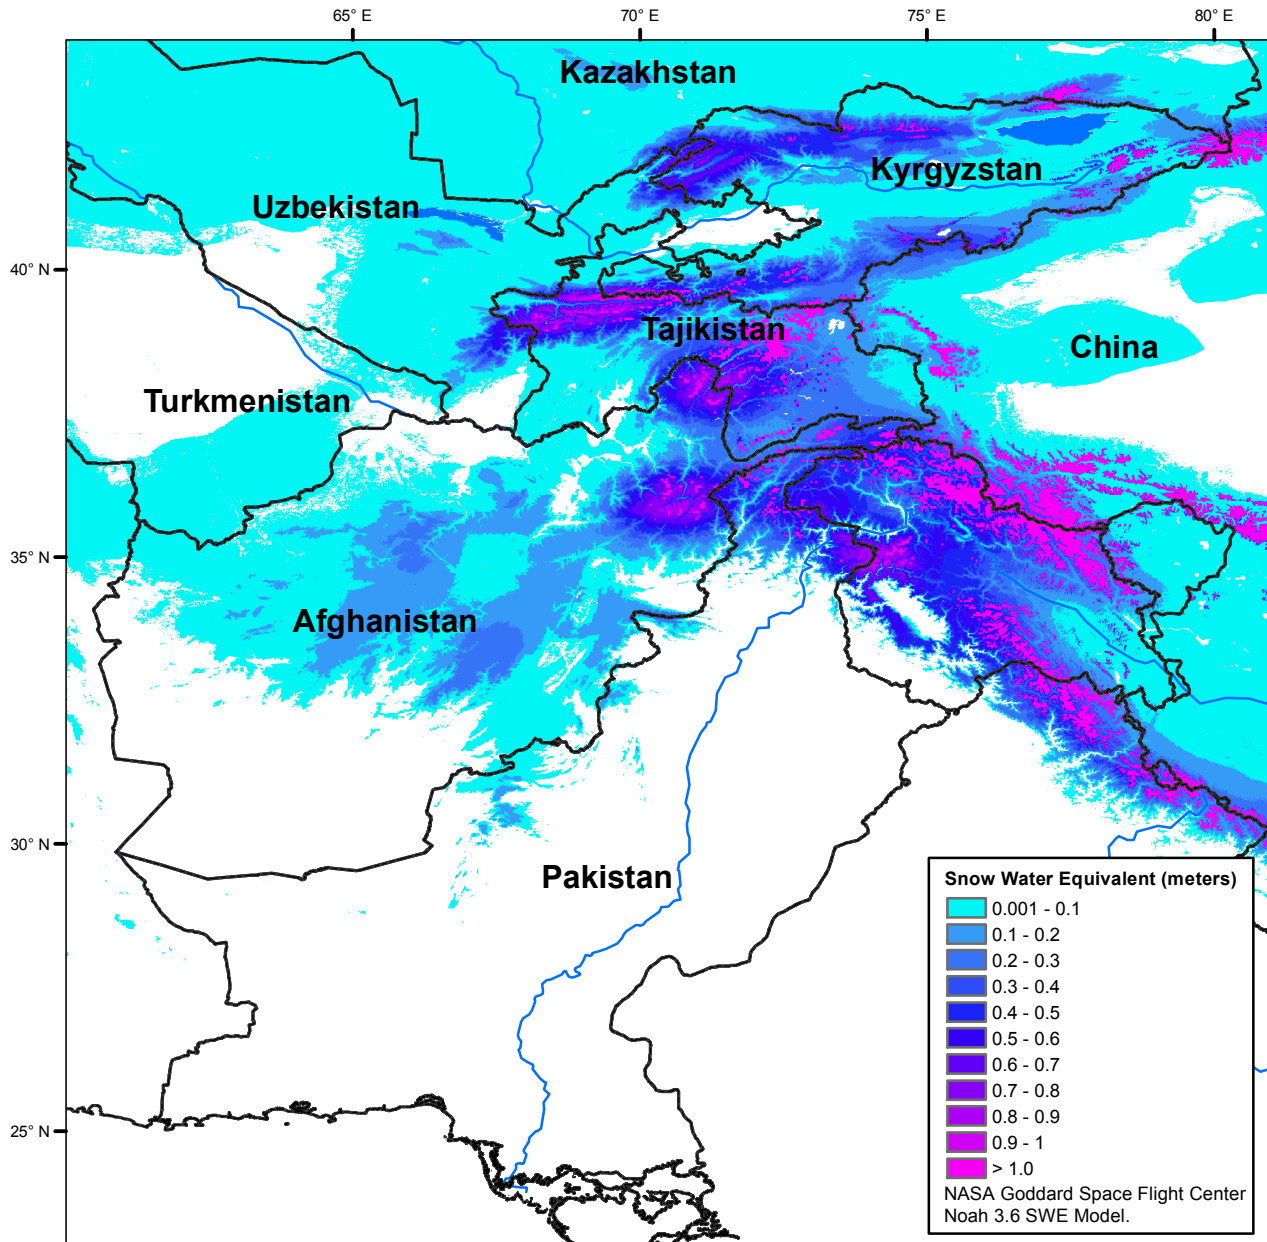 65° E
70° E
75° E
80° E
Kazakhstan
Kyrgyzstan
Uzbekistan
40° N
Tajikistan
China
Turkmenistan
35° N
Afghanistan
30° N
Pakistan
25° N
Snow Water Equivalent (meters)
0.001 - 0.1
0.1 - 0.2
0.2 - 0.3
0.3 - 0.4
0.4 - 0.5
0.5 - 0.6
0.6 - 0.7
0.7 - 0.8
0.8 - 0.9
0.9 - 1
> 1.0
NASA Goddard Space Flight Center
Noah 3.6 SWE Model.